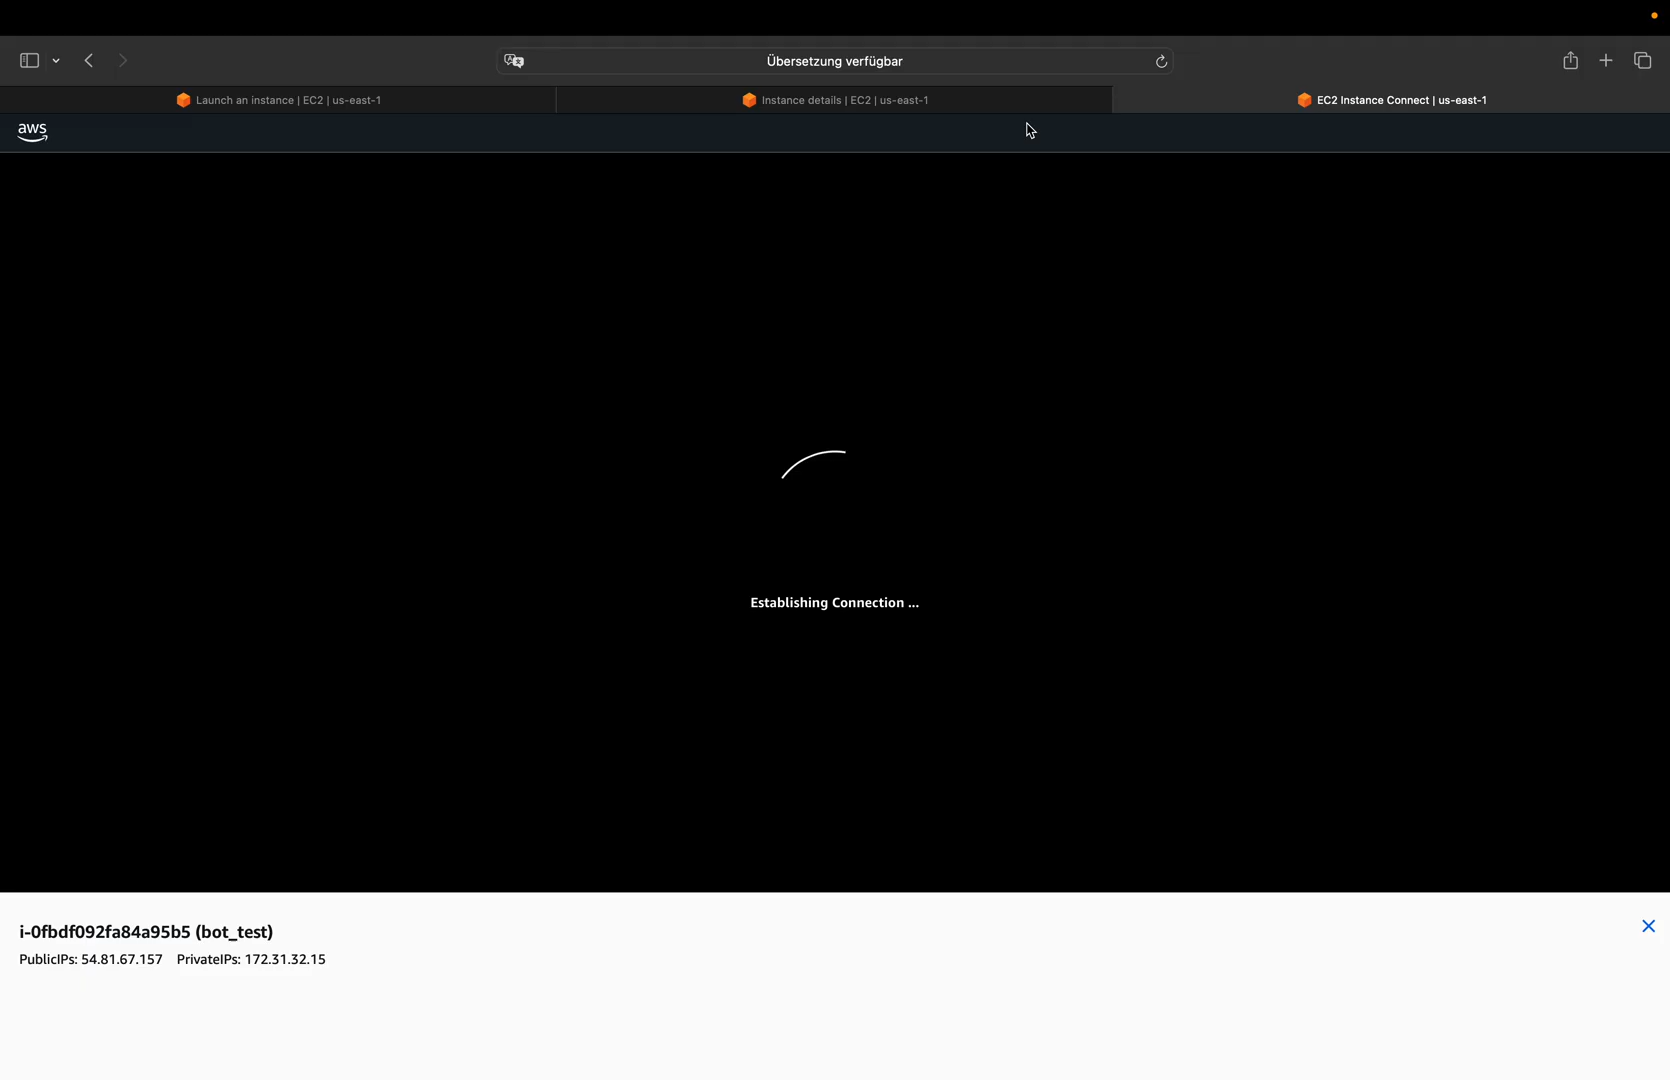 Übersetzung verfügbar
Launch an instance | EC2 | us-east-1
Instance details | EC2 | us-east-1
EC2 Instance Connect | us-east-1
aws
Establishing Connection ...
i-0fbdf092fa84a95b5 (bot_test)
PublicIPs: 54.81.67.157 PrivateIPs: 172.31.32.15